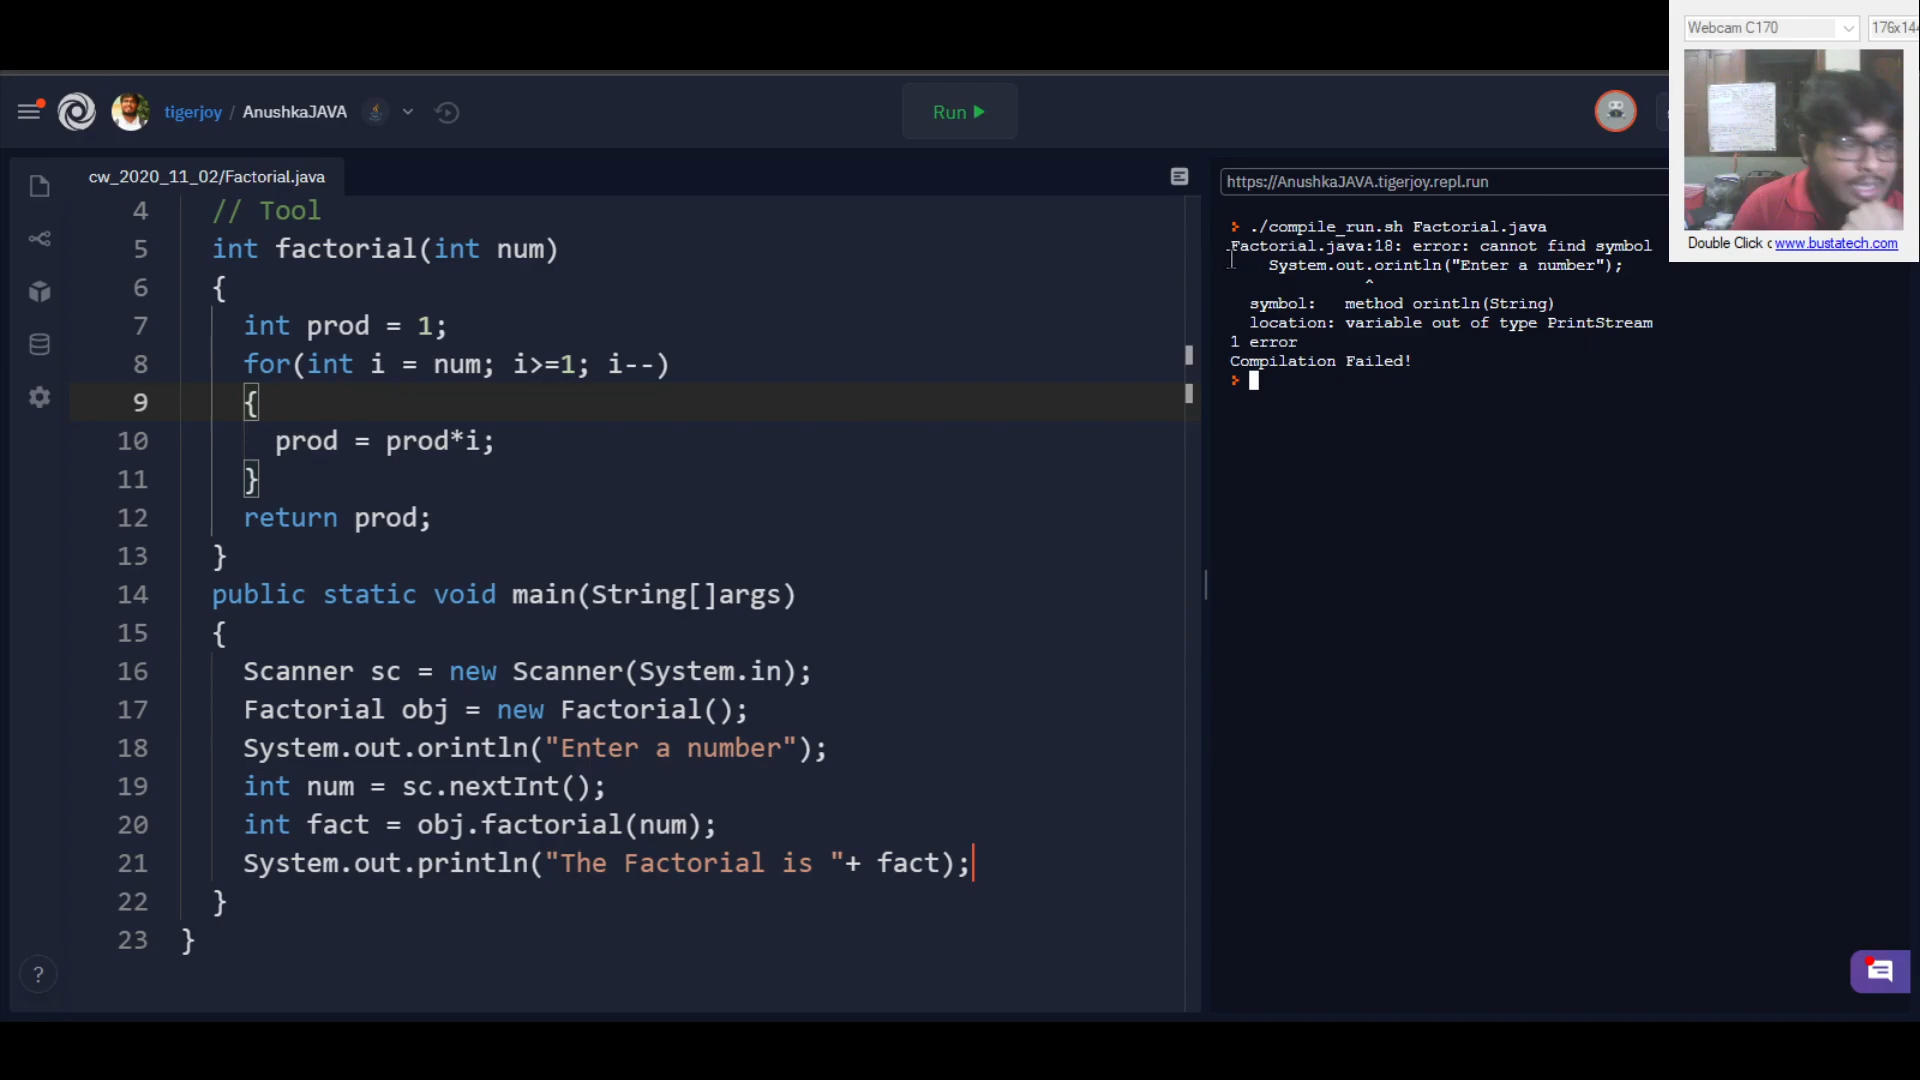 Webcam C170
176x144
tigerjoy / AnushkaJAVA
Run
cw_2020_11_02/Factorial.java
https://AnushkaJAVA.tigerjoy.repl.run
Double Click www.bustatech.com
4 // Tool
5 int factorial(int num)
6 {
7 int prod = 1;
8 for(int i = num; i>=1; i--)
9 {
10 prod = prod*i;
11 }
12 return prod;
13 }
14 public static void main(String[]args)
15 {
16 Scanner sc = new Scanner(System.in);
17 Factorial obj = new Factorial();
18 System.out.orintln("Enter a number");
19 int num = sc.nextInt();
20 int fact = obj.factorial(num);
21 System.out.println("The Factorial is "+ fact);
22 }
23 }
> ./compile_run.sh Factorial.java
Factorial.java:18: error: cannot find symbol
System.out.orintln("Enter a number");
^
symbol: method orintln(String)
location: variable out of type PrintStream
1 error
Compilation Failed!
>
?